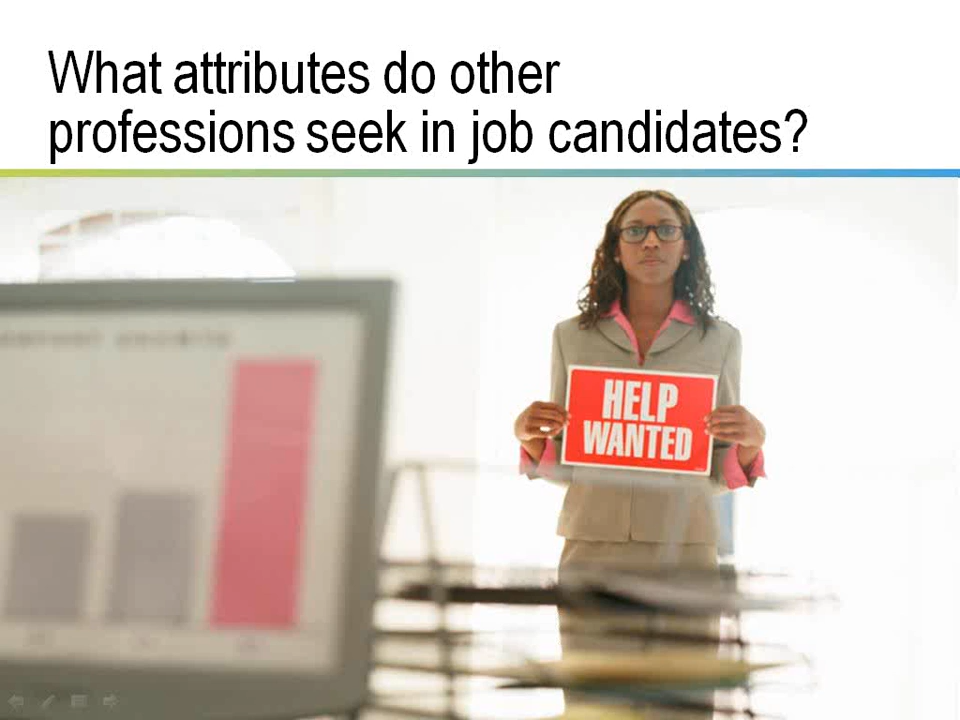 What attributes do other
professions seek in job candidates?
HELP
WANTED